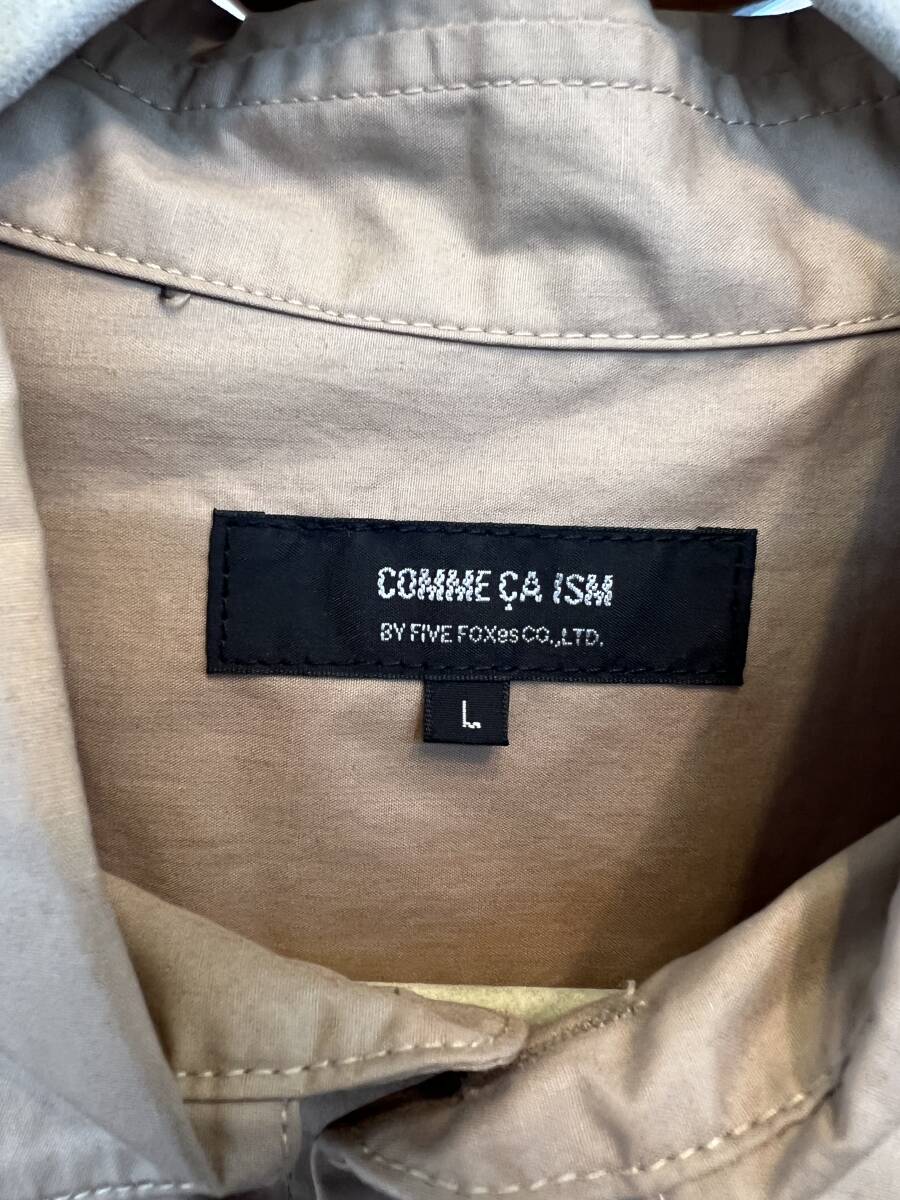 COMME ÇA ISM
BY FIVE FOXes CO.,LTD.
L